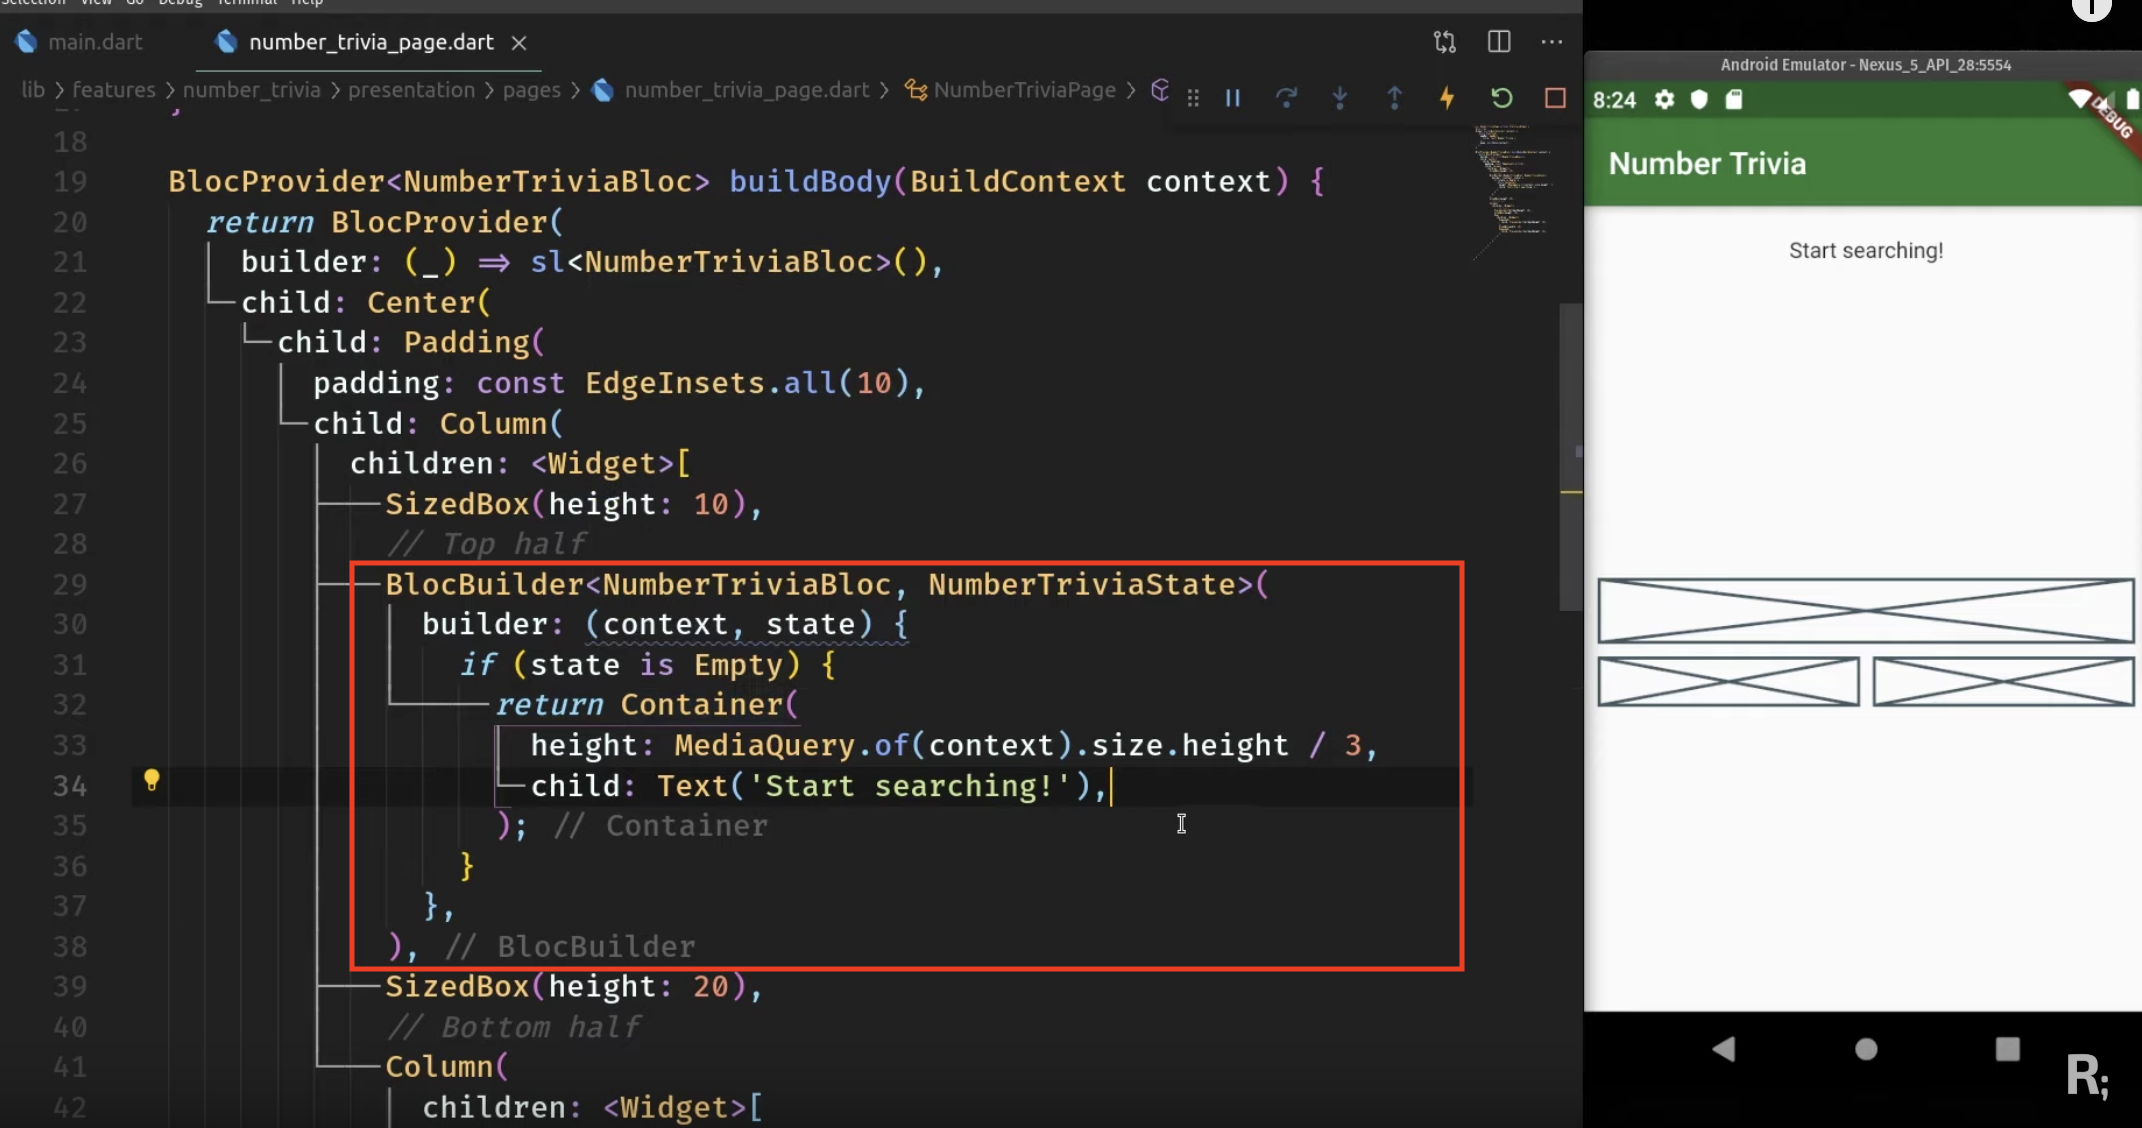 Selection View Go Debug Terminal Help
main.dart number_trivia_page.dart
lib > features > number_trivia > presentation > pages > number_trivia_page.dart > NumberTriviaPage >
18
19 BlocProvider<NumberTriviaBloc> buildBody(BuildContext context) {
20 return BlocProvider(
21 builder: (_) => sl<NumberTriviaBloc>(),
22 child: Center(
23 child: Padding(
24 padding: const EdgeInsets.all(10),
25 child: Column(
26 children: <Widget>[
27 SizedBox(height: 10),
28 // Top half
29 BlocBuilder<NumberTriviaBloc, NumberTriviaState>(
30 builder: (context, state) {
31 if (state is Empty) {
32 return Container(
33 height: MediaQuery.of(context).size.height / 3,
34 child: Text('Start searching!'),
35 ); // Container
36 }
37 },
38 ), // BlocBuilder
39 SizedBox(height: 20),
40 // Bottom half
41 Column(
42 children: <Widget>[
Android Emulator - Nexus_5_API_28:5554
8:24
DEBUG
Number Trivia
Start searching!
R;